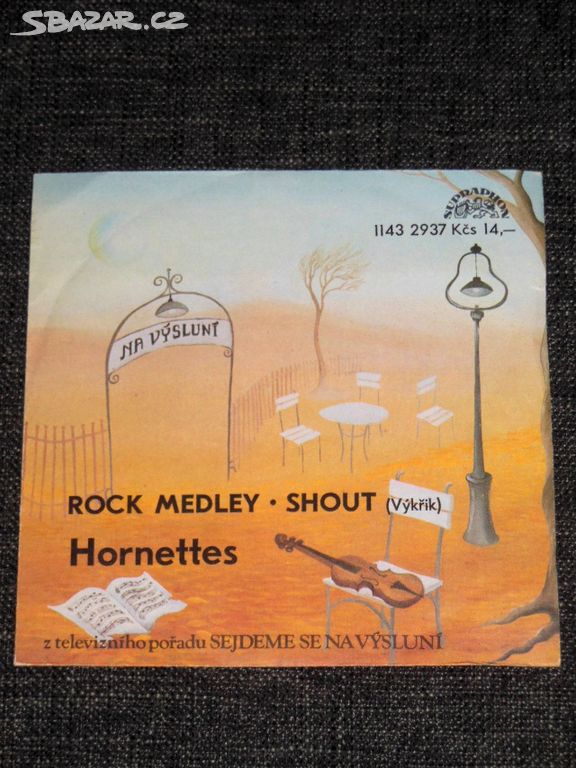 SBAZAR.CZ
SUPRAPHON
1143 2937 Kčs 14,—
NA VÝSLUNÍ
ROCK MEDLEY • SHOUT (Výkřik)
Hornettes
z televizního pořadu SEJDEME SE NA VÝSLUNÍ